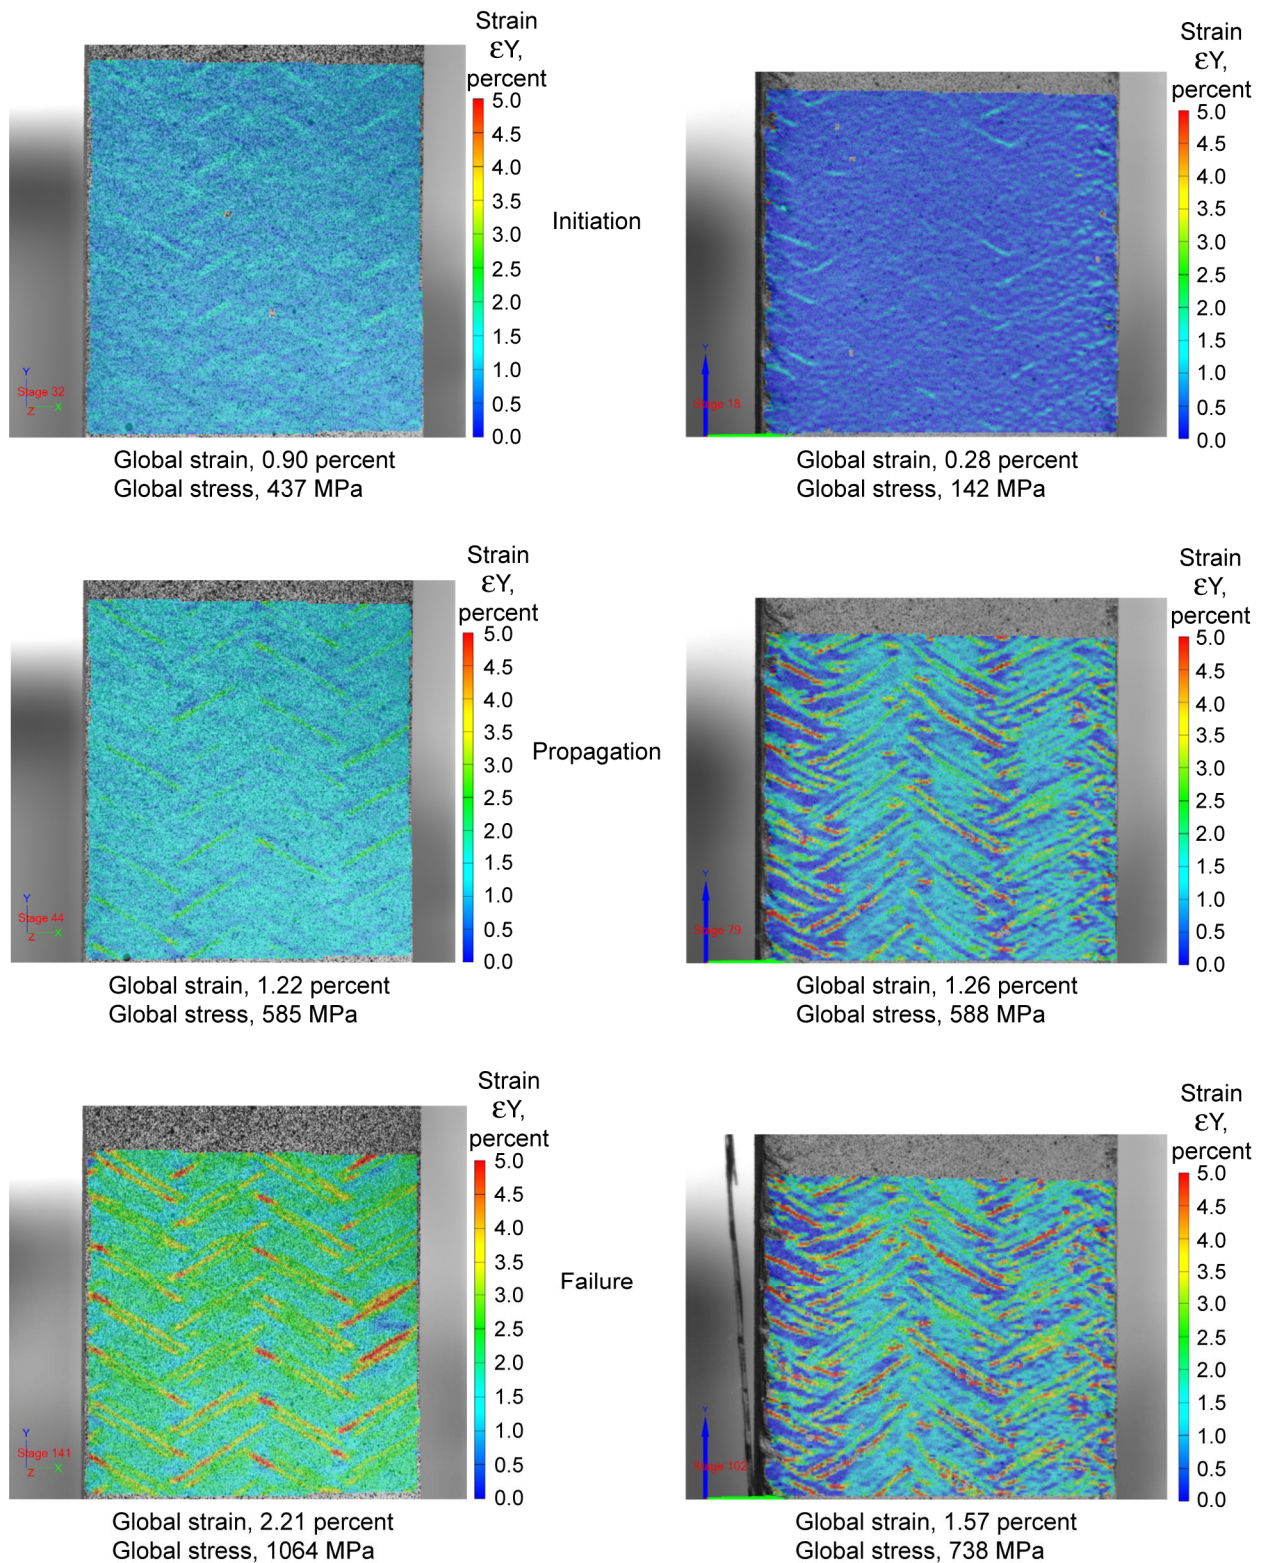 Strain
εY,
percent
5.0
4.5
4.0
3.5
3.0
2.5
2.0
1.5
1.0
0.5
0.0
Y
Stage 32
Z X
Global strain, 0.90 percent
Global stress, 437 MPa
Initiation
Strain
εY,
percent
5.0
4.5
4.0
3.5
3.0
2.5
2.0
1.5
1.0
0.5
0.0
Y
Stage 18
Global strain, 0.28 percent
Global stress, 142 MPa
Strain
εY,
percent
5.0
4.5
4.0
3.5
3.0
2.5
2.0
1.5
1.0
0.5
0.0
Y
Stage 44
Z X
Global strain, 1.22 percent
Global stress, 585 MPa
Propagation
Strain
εY,
percent
5.0
4.5
4.0
3.5
3.0
2.5
2.0
1.5
1.0
0.5
0.0
Y
Stage 79
Global strain, 1.26 percent
Global stress, 588 MPa
Strain
εY,
percent
5.0
4.5
4.0
3.5
3.0
2.5
2.0
1.5
1.0
0.5
0.0
Y
Stage 141
Z X
Global strain, 2.21 percent
Global stress, 1064 MPa
Failure
Strain
εY,
percent
5.0
4.5
4.0
3.5
3.0
2.5
2.0
1.5
1.0
0.5
0.0
Y
Stage 102
Global strain, 1.57 percent
Global stress, 738 MPa